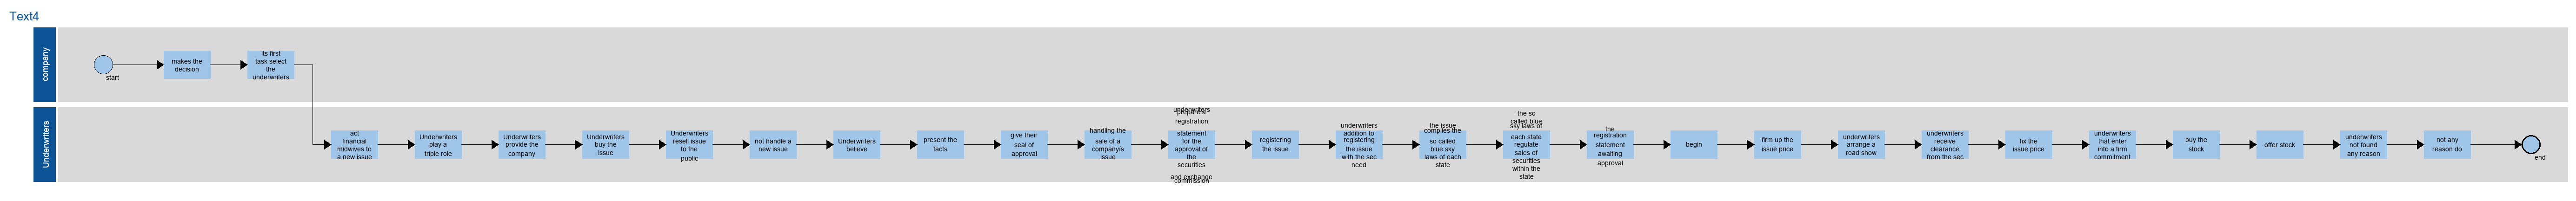 Text4
company
start
makes the
decision
its first
task select
the
underwriters
Underwriters
act
financial
midwives to
a new issue
Underwriters
play a
triple role
Underwriters
provide the
company
Underwriters
buy the
issue
Underwriters
resell issue
to the
public
not handle a
new issue
Underwriters
believe
present the
facts
give their
seal of
approval
handling the
sale of a
company|s
issue
underwriters
prepare a
registration
statement
for the
approval of
the
securities
and exchange
commission
registering
the issue
underwriters
addition to
registering
the issue
with the sec
need
the issue
complies the
so called
blue sky
laws of each
state
the so
called blue
sky laws of
each state
regulate
sales of
securities
within the
state
the
registration
statement
awaiting
approval
begin
firm up the
issue price
underwriters
arrange a
road show
underwriters
receive
clearance
from the sec
fix the
issue price
underwriters
that enter
into a firm
commitment
buy the
stock
offer stock
underwriters
not found
any reason
not any
reason do
end